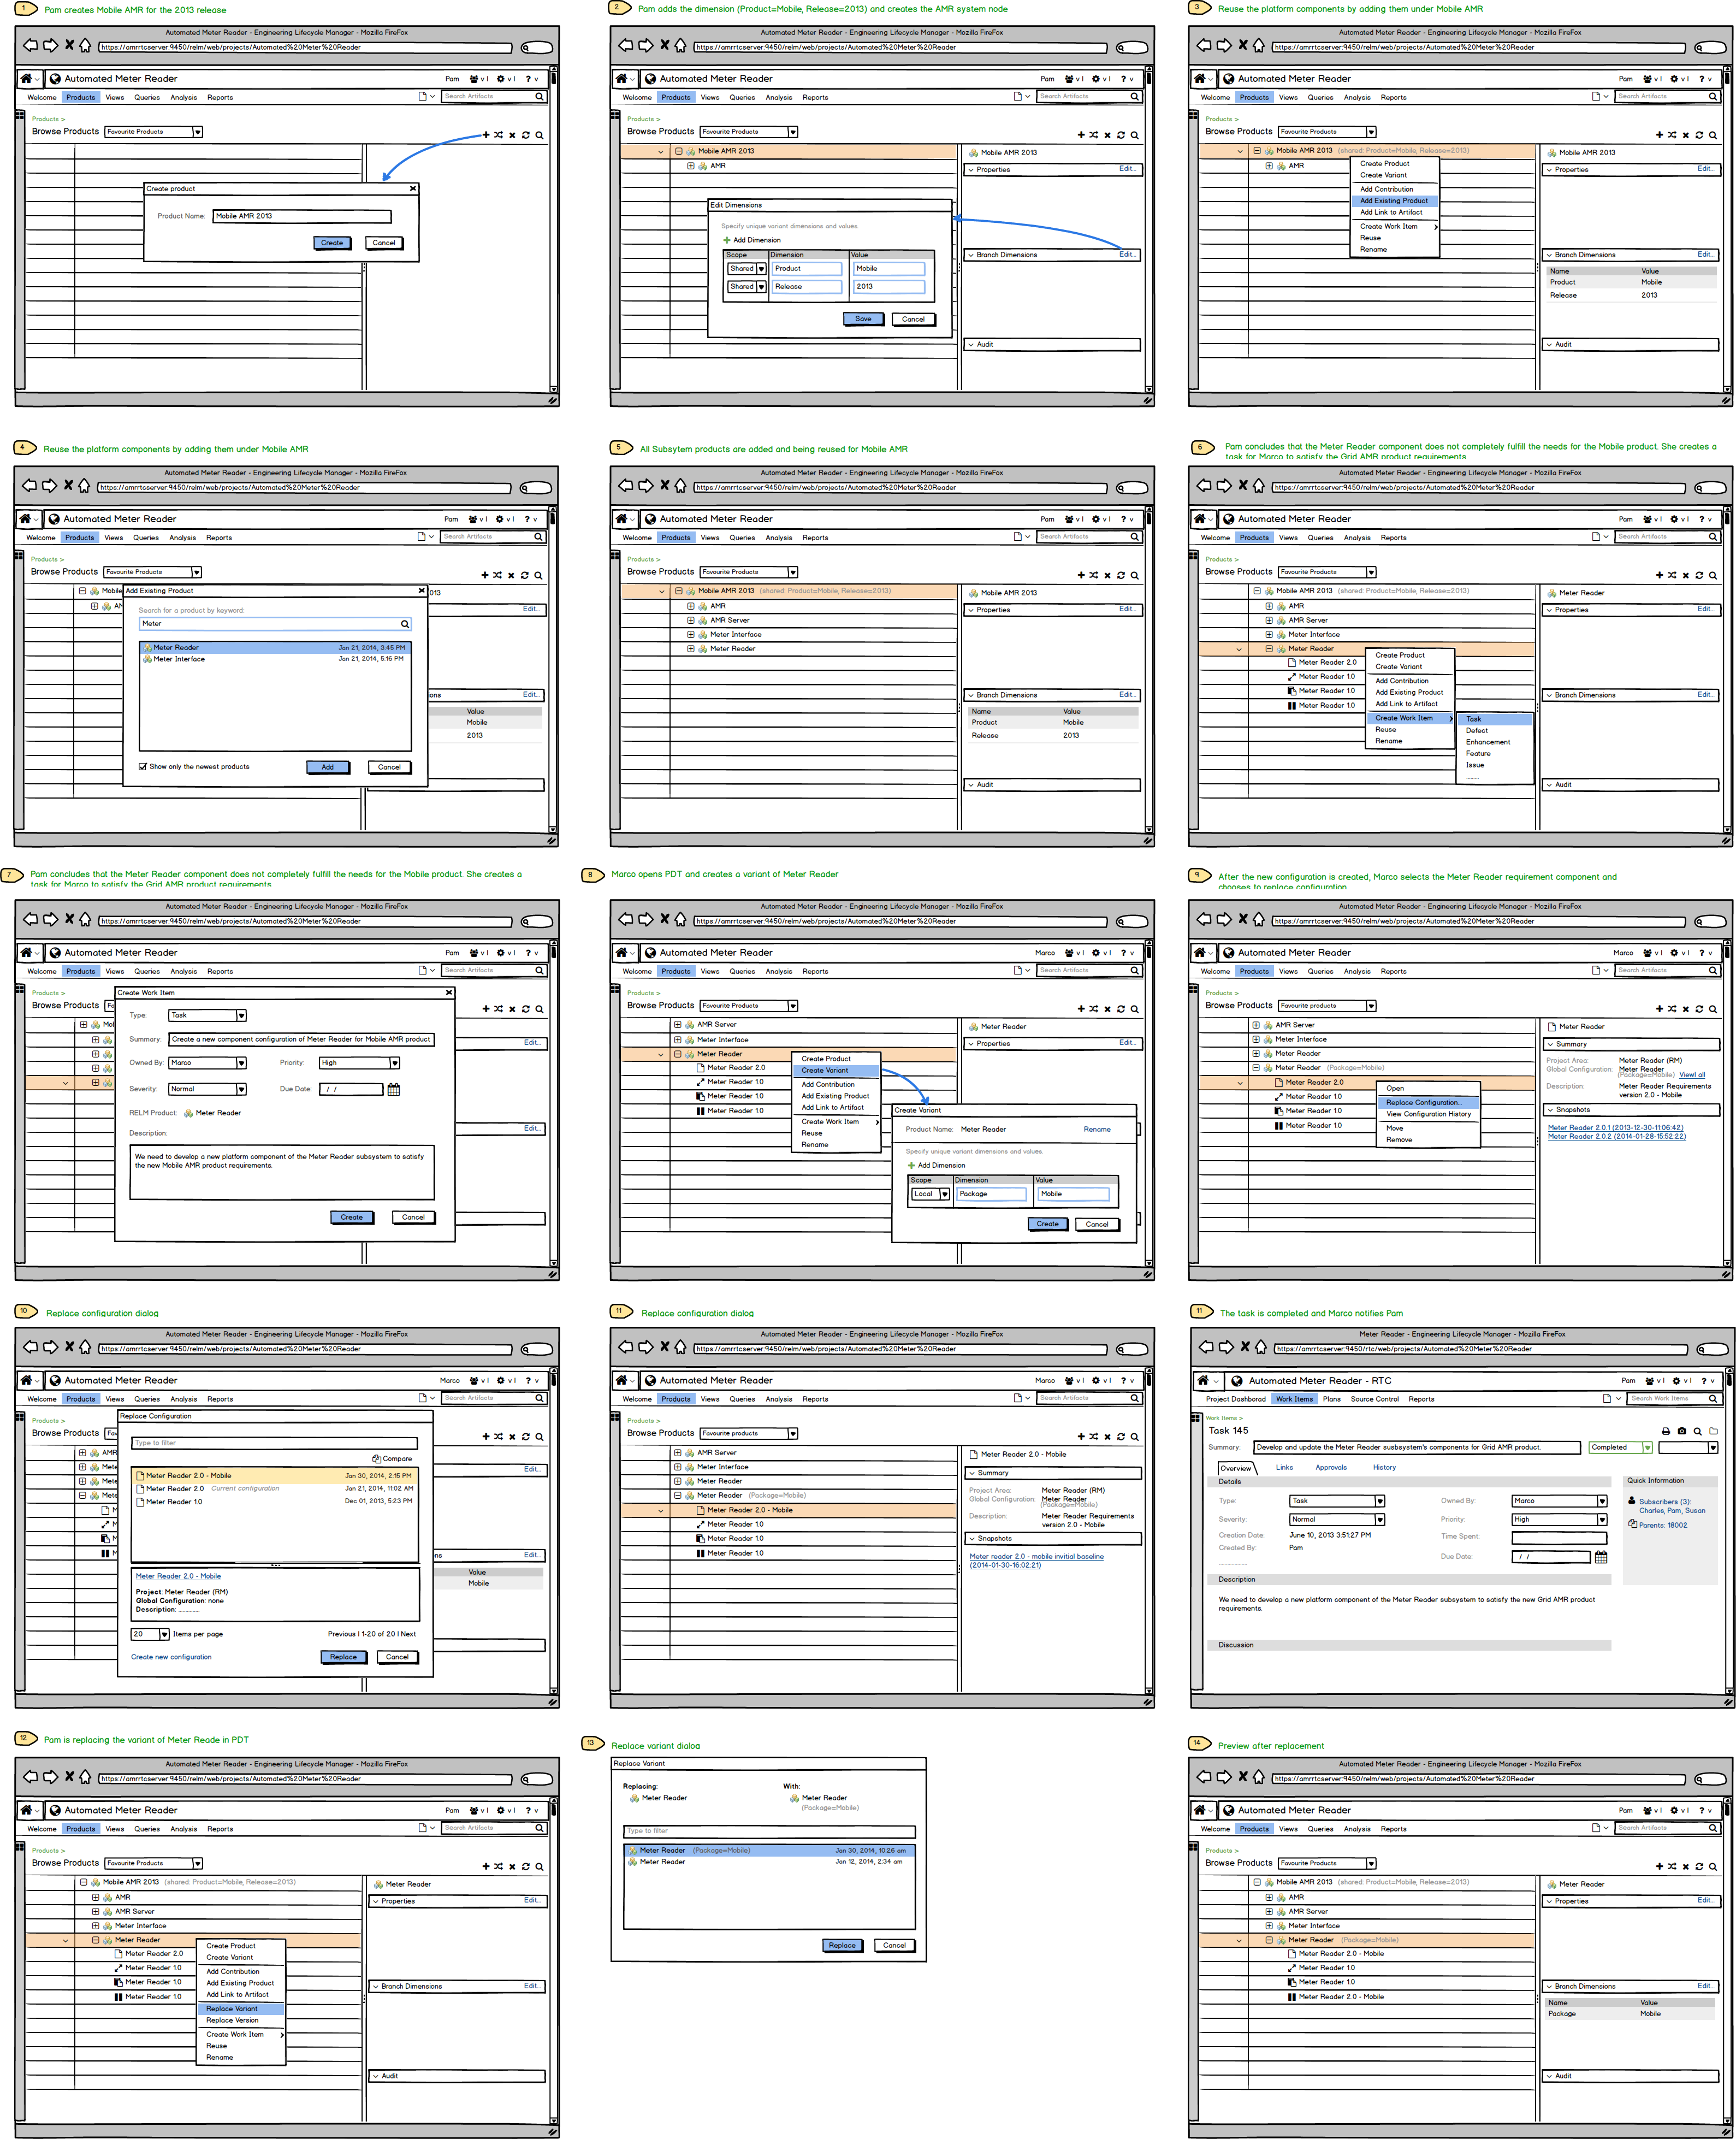 1 Pam creates Mobile AMR for the 2013 release
Automated Meter Reader - Engineering Lifecycle Manager - Mozilla FireFox
https://amrrtcserver:9450/relm/web/projects/Automated%20Meter%20Reader
Automated Meter Reader
Pam
Welcome Products Views Queries Analysis Reports
Search Artifacts
Products >
Browse Products Favourite Products
Create product
Product Name: Mobile AMR 2013
Create Cancel
2 Pam adds the dimension (Product=Mobile, Release=2013) and creates the AMR system node
Automated Meter Reader - Engineering Lifecycle Manager - Mozilla FireFox
https://amrrtcserver:9450/relm/web/projects/Automated%20Meter%20Reader
Automated Meter Reader
Pam
Welcome Products Views Queries Analysis Reports
Search Artifacts
Products >
Browse Products Favourite Products
Mobile AMR 2013
AMR
Mobile AMR 2013
Properties Edit...
Edit Dimensions
Specify unique variant dimensions and values
Add Dimension
Scope Dimension Value
Shared Product Mobile
Shared Release 2013
Save Cancel
Branch Dimensions Edit...
Audit
3 Reuse the platform components by adding them under Mobile AMR
Automated Meter Reader - Engineering Lifecycle Manager - Mozilla FireFox
https://amrrtcserver:9450/relm/web/projects/Automated%20Meter%20Reader
Automated Meter Reader
Pam
Welcome Products Views Queries Analysis Reports
Search Artifacts
Products >
Browse Products Favourite Products
Mobile AMR 2013 (shared: Product=Mobile, Release=2013)
AMR
Create Product
Create Variant
Add Contribution
Add Existing Product
Add Link to Artifact
Create Work Item
Reuse
Rename
Mobile AMR 2013
Properties Edit...
Branch Dimensions Edit...
Name Value
Product Mobile
Release 2013
Audit
4 Reuse the platform components by adding them under Mobile AMR
Automated Meter Reader - Engineering Lifecycle Manager - Mozilla FireFox
https://amrrtcserver:9450/relm/web/projects/Automated%20Meter%20Reader
Automated Meter Reader
Pam
Welcome Products Views Queries Analysis Reports
Search Artifacts
Products >
Browse Products Favourite Products
Mobile
Add Existing Product
Search for a product by keyword:
Meter
Meter Reader Jan 21, 2014, 3:45 PM
Meter Interface Jan 21, 2014, 5:16 PM
Show only the newest products
Add Cancel
013
Edit...
ons Edit...
Value
Mobile
2013
5 All Subsytem products are added and being reused for Mobile AMR
Automated Meter Reader - Engineering Lifecycle Manager - Mozilla FireFox
https://amrrtcserver:9450/relm/web/projects/Automated%20Meter%20Reader
Automated Meter Reader
Pam
Welcome Products Views Queries Analysis Reports
Search Artifacts
Products >
Browse Products Favourite Products
Mobile AMR 2013 (shared: Product=Mobile, Release=2013)
AMR
AMR Server
Meter Interface
Meter Reader
Mobile AMR 2013
Properties Edit...
Branch Dimensions Edit...
Name Value
Product Mobile
Release 2013
Audit
6 Pam concludes that the Meter Reader component does not completely fulfill the needs for the Mobile product. She creates a
task for Marco to satisfy the Grid AMR product requirements
Automated Meter Reader - Engineering Lifecycle Manager - Mozilla FireFox
https://amrrtcserver:9450/relm/web/projects/Automated%20Meter%20Reader
Automated Meter Reader
Pam
Welcome Products Views Queries Analysis Reports
Search Artifacts
Products >
Browse Products Favourite Products
Mobile AMR 2013 (shared: Product=Mobile, Release=2013)
AMR
AMR Server
Meter Interface
Meter Reader
Meter Reader 2.0
Meter Reader 1.0
Meter Reader 1.0
Meter Reader 1.0
Create Product
Create Variant
Add Contribution
Add Existing Product
Add Link to Artifact
Create Work Item
Reuse
Rename
Task
Defect
Enhancement
Feature
Issue
Meter Reader
Properties Edit...
Branch Dimensions Edit...
Audit
7 Pam concludes that the Meter Reader component does not completely fulfill the needs for the Mobile product. She creates a
task for Marco to satisfy the Grid AMR product requirements
Automated Meter Reader - Engineering Lifecycle Manager - Mozilla FireFox
https://amrrtcserver:9450/relm/web/projects/Automated%20Meter%20Reader
Automated Meter Reader
Pam
Welcome Products Views Queries Analysis Reports
Search Artifacts
Products >
Browse Products
Create Work Item
Type: Task
Summary: Create a new component configuration of Meter Reader for Mobile AMR product
Owned By: Marco Priority: High
Severity: Normal Due Date: / /
RELM Product: Meter Reader
Description:
We need to develop a new platform component of the Meter Reader subsystem to satisfy
the new Mobile AMR product requirements.
Create Cancel
Edit...
Edit...
8 Marco opens PDT and creates a variant of Meter Reader
Automated Meter Reader - Engineering Lifecycle Manager - Mozilla FireFox
https://amrrtcserver:9450/relm/web/projects/Automated%20Meter%20Reader
Automated Meter Reader
Marco
Welcome Products Views Queries Analysis Reports
Search Artifacts
Products >
Browse Products Favourite Products
AMR Server
Meter Interface
Meter Reader
Meter Reader 2.0
Meter Reader 1.0
Meter Reader 1.0
Meter Reader 1.0
Create Product
Create Variant
Add Contribution
Add Existing Product
Add Link to Artifact
Create Work Item
Reuse
Rename
Meter Reader
Properties Edit...
Create Variant
Product Name: Meter Reader Rename
Specify unique variant dimensions and values
Add Dimension
Scope Dimension Value
Local Package Mobile
Create Cancel
9 After the new configuration is created, Marco selects the Meter Reader requirement component and
chooses to replace configuration
Automated Meter Reader - Engineering Lifecycle Manager - Mozilla FireFox
https://amrrtcserver:9450/relm/web/projects/Automated%20Meter%20Reader
Automated Meter Reader
Marco
Welcome Products Views Queries Analysis Reports
Search Artifacts
Products >
Browse Products Favourite products
AMR Server
Meter Interface
Meter Reader
Meter Reader (Package=Mobile)
Meter Reader 2.0
Meter Reader 1.0
Meter Reader 1.0
Meter Reader 1.0
Open
Replace Configuration...
View Configuration History
Move
Remove
Meter Reader
Summary
Project Area: Meter Reader (RM)
Global Configuration: Meter Reader
(Package=Mobile) View all
Description: Meter Reader Requirements
version 2.0 - Mobile
Snapshots
Meter Reader 2.0.1 (2013-12-30-11:06:42)
Meter Reader 2.0.2 (2014-01-28-15:52:22)
10 Replace configuration dialog
Automated Meter Reader - Engineering Lifecycle Manager - Mozilla FireFox
https://amrrtcserver:9450/relm/web/projects/Automated%20Meter%20Reader
Automated Meter Reader
Marco
Welcome Products Views Queries Analysis Reports
Search Artifacts
Products >
Browse Products
Replace Configuration
Type to filter
Compare
Meter Reader 2.0 - Mobile Jan 30, 2014, 2:15 PM
Meter Reader 2.0 Current configuration Jan 21, 2014, 11:02 AM
Meter Reader 1.0 Dec 01, 2013, 5:23 PM
Meter Reader 2.0 - Mobile
Project: Meter Reader (RM)
Global Configuration: none
Description: ............
20 Items per page Previous | 1-20 of 20 | Next
Create new configuration Replace Cancel
Edit...
ns Edit...
Value
Mobile
11 Replace configuration dialog
Automated Meter Reader - Engineering Lifecycle Manager - Mozilla FireFox
https://amrrtcserver:9450/relm/web/projects/Automated%20Meter%20Reader
Automated Meter Reader
Marco
Welcome Products Views Queries Analysis Reports
Search Artifacts
Products >
Browse Products Favourite products
AMR Server
Meter Interface
Meter Reader
Meter Reader (Package=Mobile)
Meter Reader 2.0 - Mobile
Meter Reader 1.0
Meter Reader 1.0
Meter Reader 1.0
Meter Reader 2.0 - Mobile
Summary
Project Area: Meter Reader (RM)
Global Configuration: Meter Reader
(Package=Mobile)
Description: Meter Reader Requirements
version 2.0 - Mobile
Snapshots
Meter reader 2.0 - mobile invitial baseline
(2014-01-30-16:02:21)
11 The task is completed and Marco notifies Pam
Meter Reader - Engineering Lifecycle Manager - Mozilla FireFox
https://amrrtcserver:9450/rtc/web/projects/Automated%20Meter%20Reader
Automated Meter Reader - RTC
Pam
Project Dashboard Work Items Plans Source Control Reports
Search Work Items
Work Items >
Task 145
Summary: Develop and update the Meter Reader susbsystem's components for Grid AMR product. Completed
Overview Links Approvals History
Details
Type: Task Owned By: Marco
Severity: Normal Priority: High
Creation Date: June 10, 2013 3:51:27 PM Time Spent:
Created By: Pam
Due Date: / /
Quick Information
Subscribers (3):
Charles, Pam, Susan
Parents: 18002
Description
We need to develop a new platform component of the Meter Reader subsystem to satisfy the new Grid AMR product
requirements.
Discussion
12 Pam is replacing the variant of Meter Reade in PDT
Automated Meter Reader - Engineering Lifecycle Manager - Mozilla FireFox
https://amrrtcserver:9450/relm/web/projects/Automated%20Meter%20Reader
Automated Meter Reader
Pam
Welcome Products Views Queries Analysis Reports
Search Artifacts
Products >
Browse Products Favourite Products
Mobile AMR 2013 (shared: Product=Mobile, Release=2013)
AMR
AMR Server
Meter Interface
Meter Reader
Meter Reader 2.0
Meter Reader 1.0
Meter Reader 1.0
Meter Reader 1.0
Create Product
Create Variant
Add Contribution
Add Existing Product
Add Link to Artifact
Replace Variant
Replace Version
Create Work Item
Reuse
Rename
Meter Reader
Properties Edit...
Branch Dimensions Edit...
Audit
13 Replace variant dialog
Replace Variant
Replacing: With:
Meter Reader Meter Reader
(Package=Mobile)
Type to filter
Meter Reader (Package=Mobile) Jan 30, 2014, 10:26 am
Meter Reader Jan 12, 2014, 2:34 am
Replace Cancel
14 Preview after replacement
Automated Meter Reader - Engineering Lifecycle Manager - Mozilla FireFox
https://amrrtcserver:9450/relm/web/projects/Automated%20Meter%20Reader
Automated Meter Reader
Pam
Welcome Products Views Queries Analysis Reports
Search Artifacts
Products >
Browse Products Favourite Products
Mobile AMR 2013 (shared: Product=Mobile, Release=2013)
AMR
AMR Server
Meter Interface
Meter Reader (Package=Mobile)
Meter Reader 2.0 - Mobile
Meter Reader 1.0
Meter Reader 1.0
Meter Reader 2.0 - Mobile
Meter Reader
Properties Edit...
Branch Dimensions Edit...
Name Value
Package Mobile
Audit